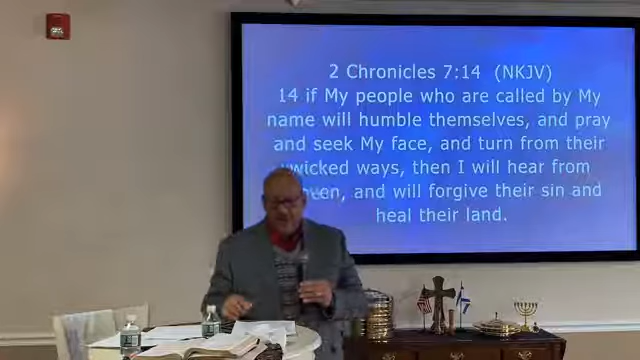 2 Chronicles 7:14 (NKJV)
14 if My people who are called by My
name will humble themselves, and pray
and seek My face, and turn from their
wicked ways, then I will hear from
and will forgive their sin and
heal their land.